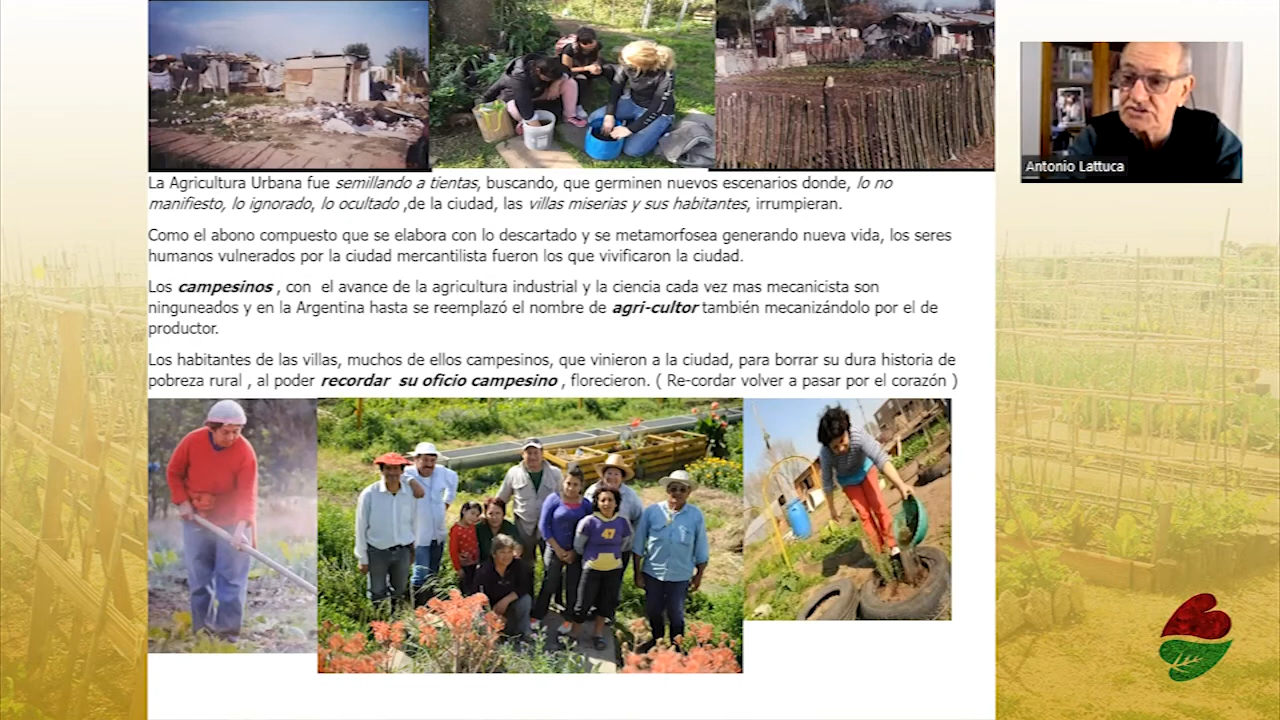 Antonio Lattuca
La Agricultura Urbana fue semillando a tientas, buscando, que germinen nuevos escenarios donde, lo no
manifiesto, lo ignorado, lo ocultado ,de la ciudad, las villas miserias y sus habitantes, irrumpieran.
Como el abono compuesto que se elabora con lo descartado y se metamorfosea generando nueva vida, los seres
humanos vulnerados por la ciudad mercantilista fueron los que vivificaron la ciudad.
Los campesinos , con el avance de la agricultura industrial y la ciencia cada vez mas mecanicista son
ninguneados y en la Argentina hasta se reemplazó el nombre de agri-cultor también mecanizándolo por el de
productor.
Los habitantes de las villas, muchos de ellos campesinos, que vinieron a la ciudad, para borrar su dura historia de
pobreza rural , al poder recordar su oficio campesino , florecieron. ( Re-cordar volver a pasar por el corazón )
47